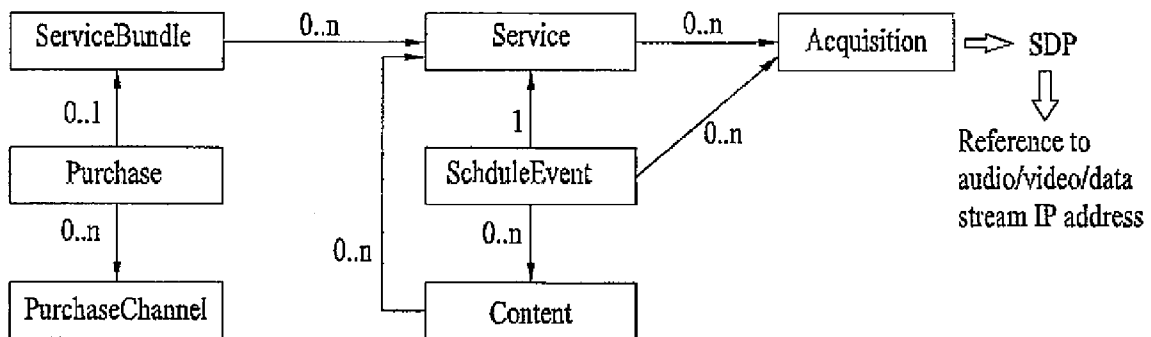 ServiceBundle
0..n
Service
0..n
Acquisition
SDP
0..1
1
0..n
Reference to
audio/video/data
stream IP address
Purchase
SchduleEvent
0..n
0..n
0..n
PurchaseChannel
Content